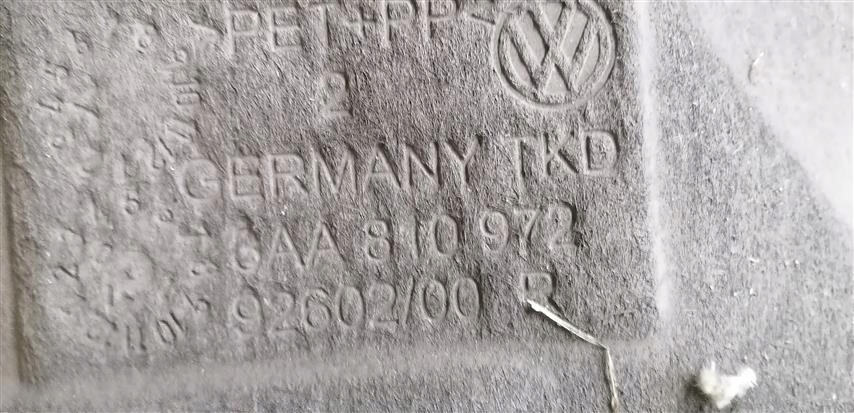 >PET+PP<
2
GERMANY TKD
6AA 810 972
92602/00 R